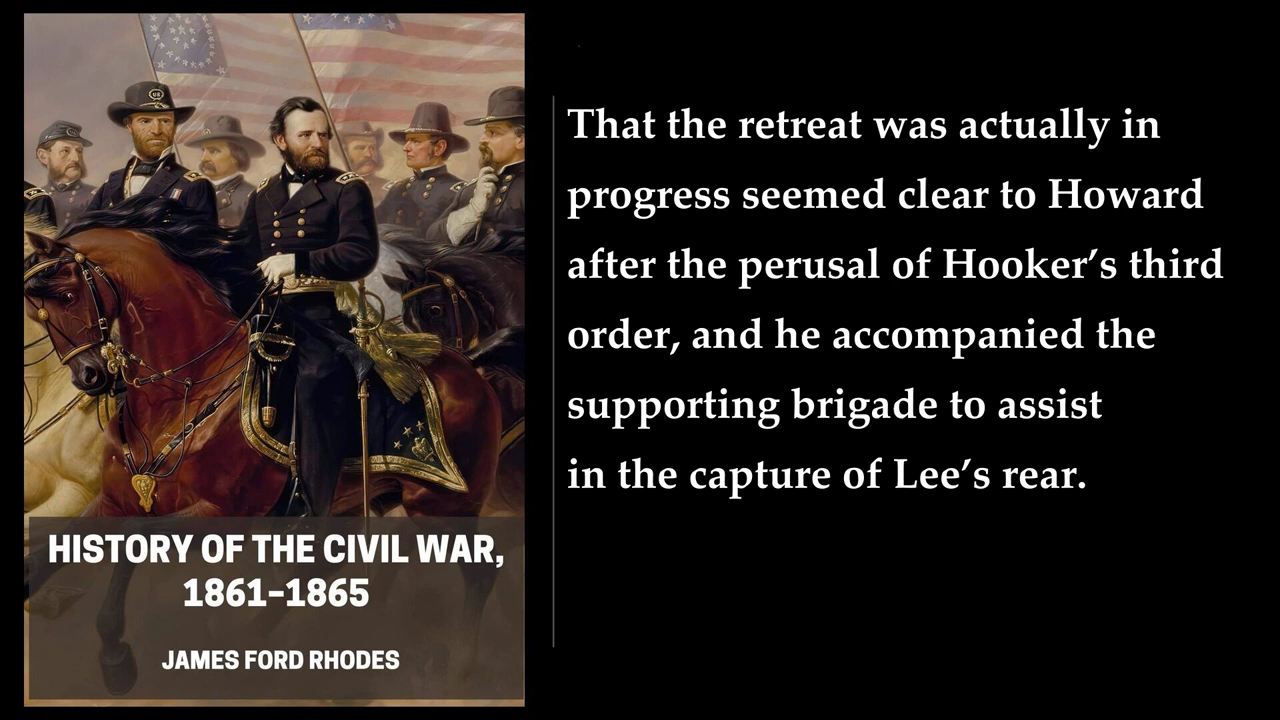 HISTORY OF THE CIVIL WAR,
1861–1865
JAMES FORD RHODES
That the retreat was actually in
progress seemed clear to Howard
after the perusal of Hooker’s third
order, and he accompanied the
supporting brigade to assist
in the capture of Lee’s rear.